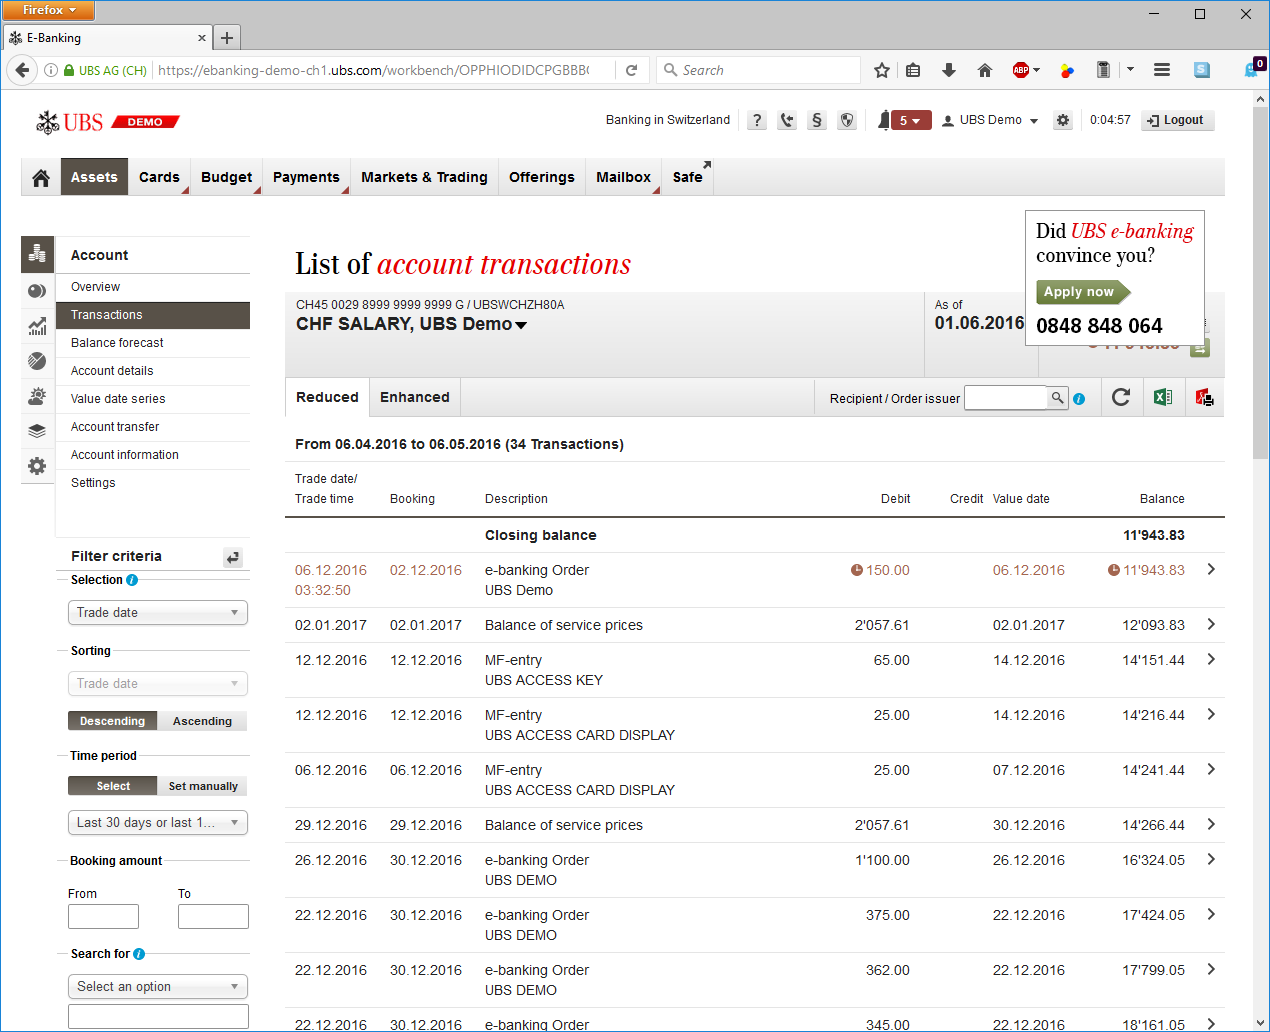 Firefox
E-Banking
UBS AG (CH)
https://ebanking-demo-ch1.ubs.com/workbench/OPPHIODIDCPGBBB
Search
ABP
S
0
UBS DEMO
Banking in Switzerland
?
§
5
UBS Demo
0:04:57
Logout
Assets
Cards
Budget
Payments
Markets & Trading
Offerings
Mailbox
Safe
Did UBS e-banking
convince you?
Apply now
0848 848 064
Account
Overview
Transactions
Balance forecast
Account details
Value date series
Account transfer
Account information
Settings
Filter criteria
Selection i
Trade date
Sorting
Trade date
Descending
Ascending
Time period
Select
Set manually
Last 30 days or last 1...
Booking amount
From To
Search for i
Select an option
List of account transactions
CH45 0029 8999 9999 9999 G / UBSWCHZH80A
CHF SALARY, UBS Demo
As of
01.06.2016
Reduced
Enhanced
Recipient / Order issuer
i
X
From 06.04.2016 to 06.05.2016 (34 Transactions)
Trade date/
Trade time Booking Description Debit Credit Value date Balance
Closing balance 11'943.83
06.12.2016 02.12.2016 e-banking Order 150.00 06.12.2016 11'943.83
03:32:50 UBS Demo
02.01.2017 02.01.2017 Balance of service prices 2'057.61 02.01.2017 12'093.83
12.12.2016 12.12.2016 MF-entry 65.00 14.12.2016 14'151.44
UBS ACCESS KEY
12.12.2016 12.12.2016 MF-entry 25.00 14.12.2016 14'216.44
UBS ACCESS CARD DISPLAY
06.12.2016 06.12.2016 MF-entry 25.00 07.12.2016 14'241.44
UBS ACCESS CARD DISPLAY
29.12.2016 29.12.2016 Balance of service prices 2'057.61 30.12.2016 14'266.44
26.12.2016 30.12.2016 e-banking Order 1'100.00 26.12.2016 16'324.05
UBS DEMO
22.12.2016 30.12.2016 e-banking Order 375.00 22.12.2016 17'424.05
UBS DEMO
22.12.2016 30.12.2016 e-banking Order 362.00 22.12.2016 17'799.05
UBS DEMO
22.12.2016 30.12.2016 e-banking Order 345.00 22.12.2016 18'161.05